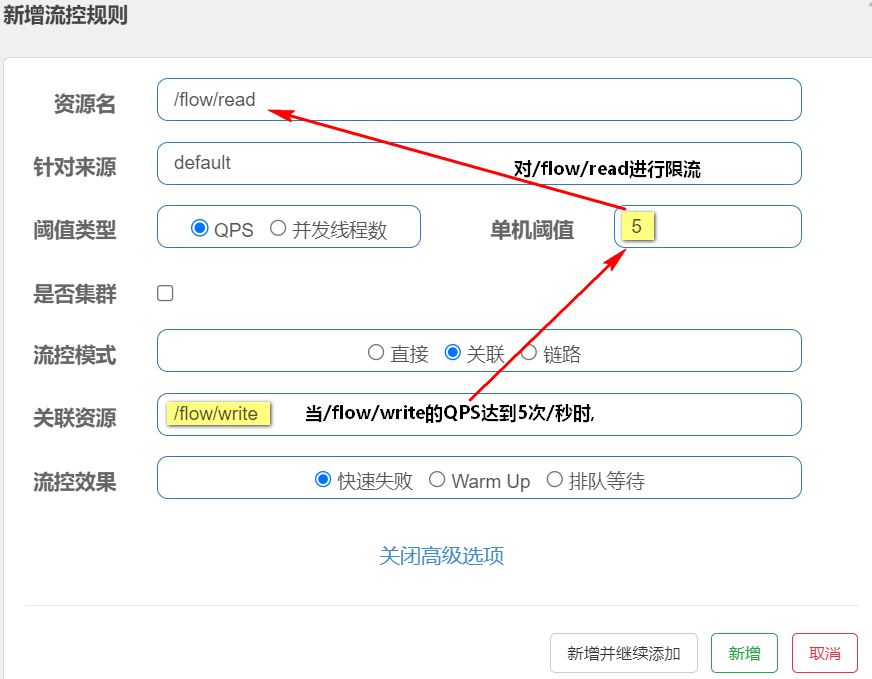 新增流控规则
资源名 /flow/read
针对来源 default 对/flow/read进行限流
阈值类型 QPS 并发线程数 单机阈值 5
是否集群
流控模式 直接 关联 链路
关联资源 /flow/write 当/flow/write的QPS达到5次/秒时,
流控效果 快速失败 Warm Up 排队等待
关闭高级选项
新增并继续添加 新增 取消